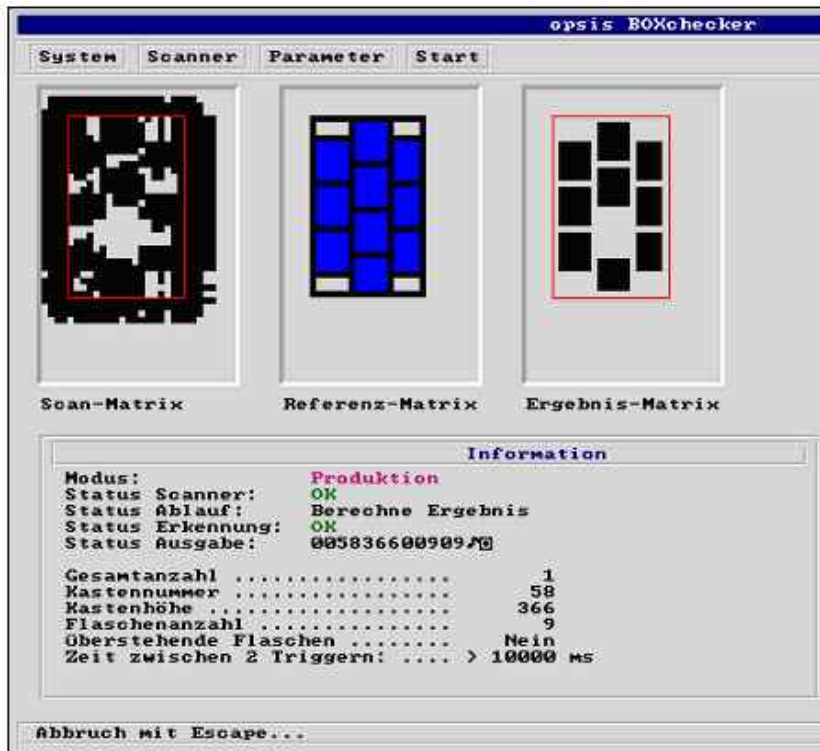 opsis BOXchecker
System Scanner Parameter Start
Scan-Matrix Referenz-Matrix Ergebnis-Matrix
Information
Modus: Produktion
Status Scanner: OK
Status Ablauf: Berechne Ergebnis
Status Erkennung: OK
Status Ausgabe: 005836600909♪◙
Gesamtanzahl ................. 1
Kastennummer .................. 58
Kastenhöhe ................... 366
Flaschenanzahl ............... 9
Überstehende Flaschen ........ Nein
Zeit zwischen 2 Triggern: .... > 10000 ms
Abbruch mit Escape...